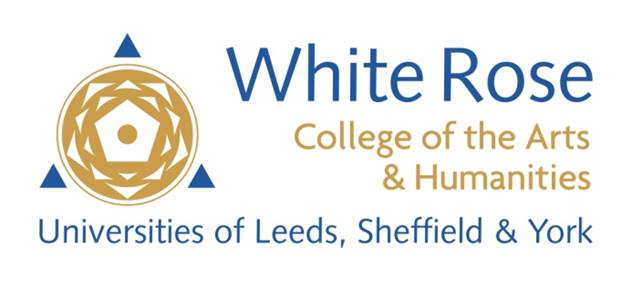 White Rose
College of the Arts
& Humanities
Universities of Leeds, Sheffield & York